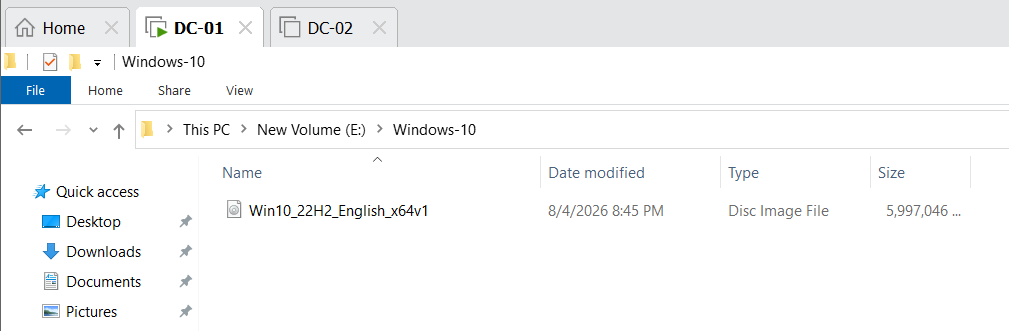 Home DC-01 DC-02
Windows-10
File Home Share View
This PC New Volume (E:) Windows-10
Name Date modified Type Size
Quick access
Win10_22H2_English_x64v1 8/4/2026 8:45 PM Disc Image File 5,997,046 ...
Desktop
Downloads
Documents
Pictures